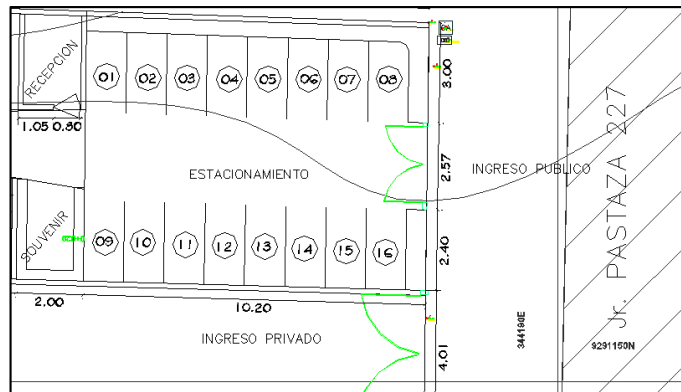 RECEPCION
01 02 03 04 05 06 07 08
3.00
1.05 0.80
ESTACIONAMIENTO
2.57
INGRESO PUBLICO
Jr. PASTAZA 227
SOUVENIR
09 10 11 12 13 14 15 16
2.40
2.00
10.20
INGRESO PRIVADO
4.01
344190E
9291150N